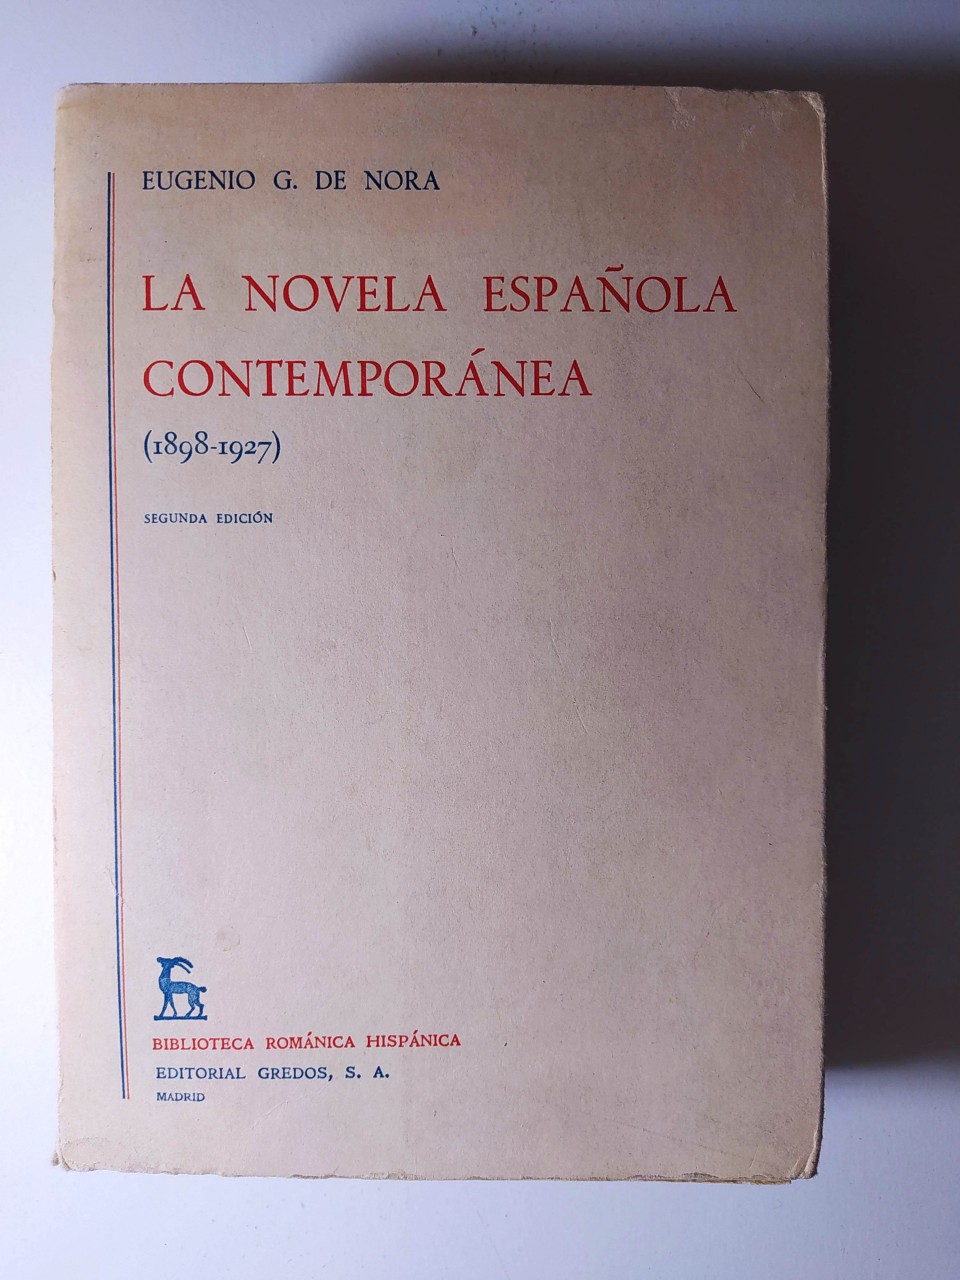 EUGENIO G. DE NORA
LA NOVELA ESPAÑOLA
CONTEMPORÁNEA
(1898-1927)
SEGUNDA EDICIÓN
BIBLIOTECA ROMÁNICA HISPÁNICA
EDITORIAL GREDOS, S. A.
MADRID